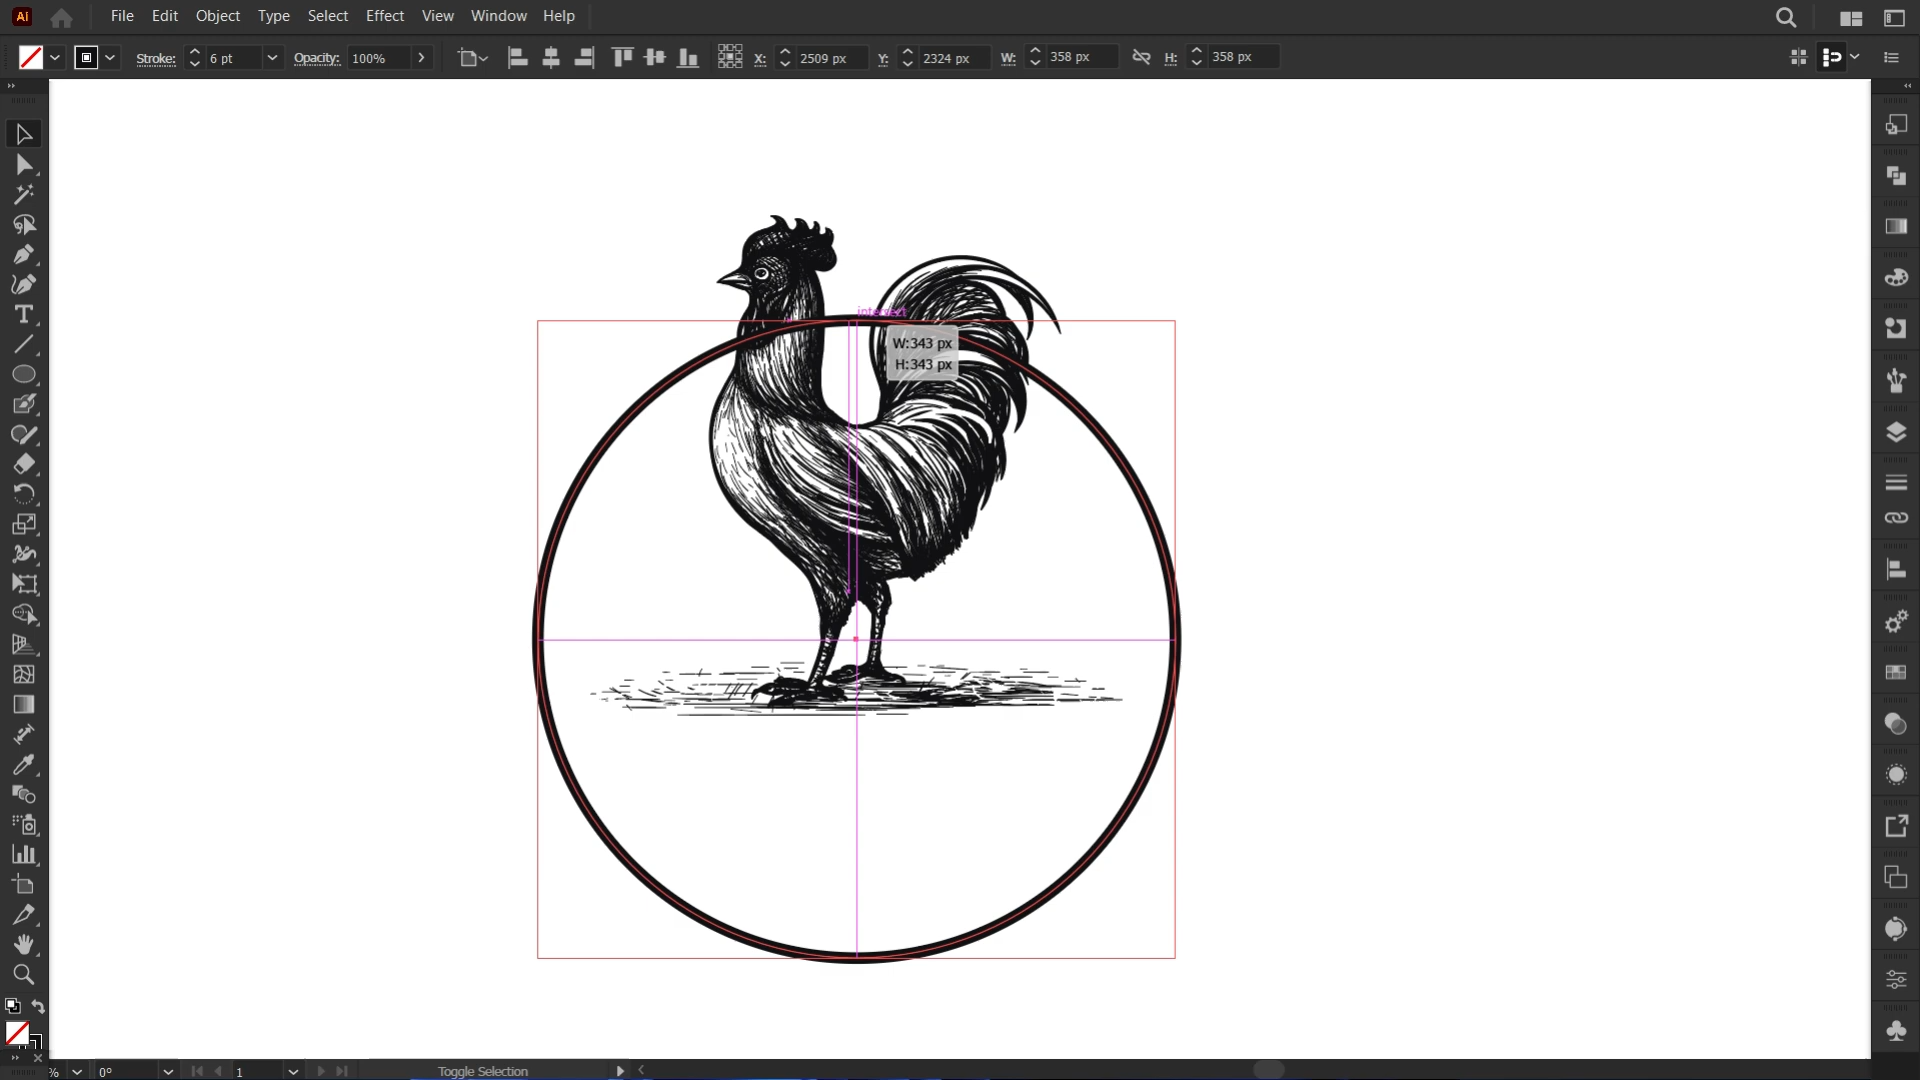 Ai File Edit Object Type Select Effect View Window Help
Stroke: 6 pt Opacity: 100% X: 2509 px Y: 2324 px W: 358 px H: 358 px
intersect
W:343 px
H:343 px
% 0° 1 Toggle Selection